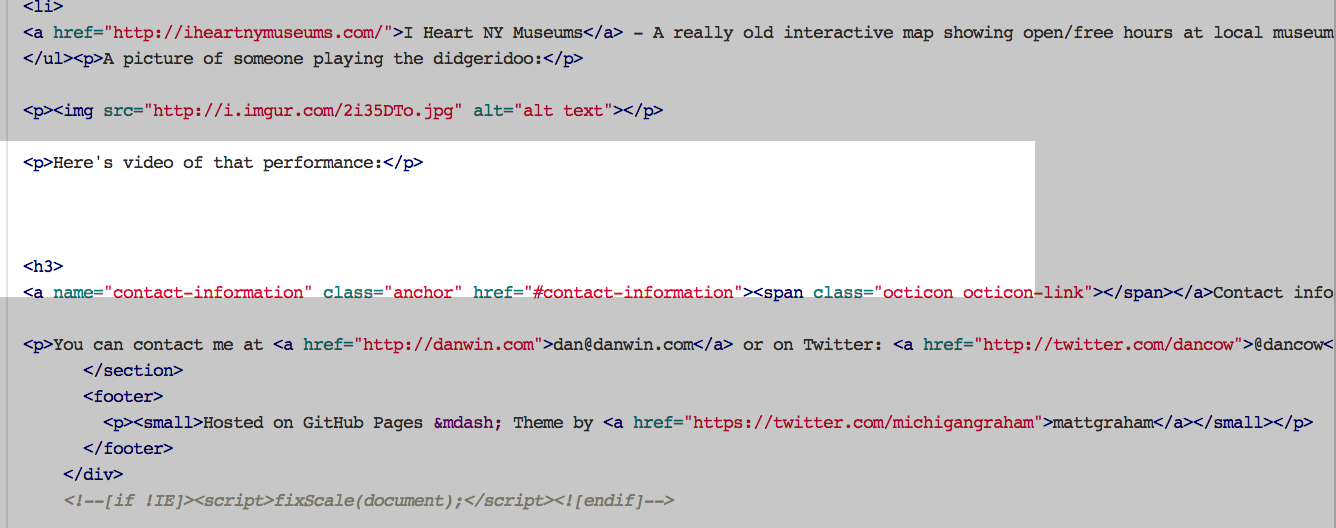 <li>
<a href="http://iheartnymuseums.com/">I Heart NY Museums</a> – A really old interactive map showing open/free hours at local museum
</ul><p>A picture of someone playing the didgeridoo:</p>
<p><img src="http://i.imgur.com/2i35DTo.jpg" alt="alt text"></p>
<p>Here's video of that performance:</p>
<h3>
<a name="contact-information" class="anchor" href="#contact-information"><span class="octicon octicon-link"></span></a>Contact info
<p>You can contact me at <a href="http://danwin.com">dan@danwin.com</a> or on Twitter: <a href="http://twitter.com/dancow">@dancow<
</section>
<footer>
<p><small>Hosted on GitHub Pages &mdash; Theme by <a href="https://twitter.com/michigangraham">mattgraham</a></small></p>
</footer>
</div>
<!--[if !IE]><script>fixScale(document);</script><![endif]-->